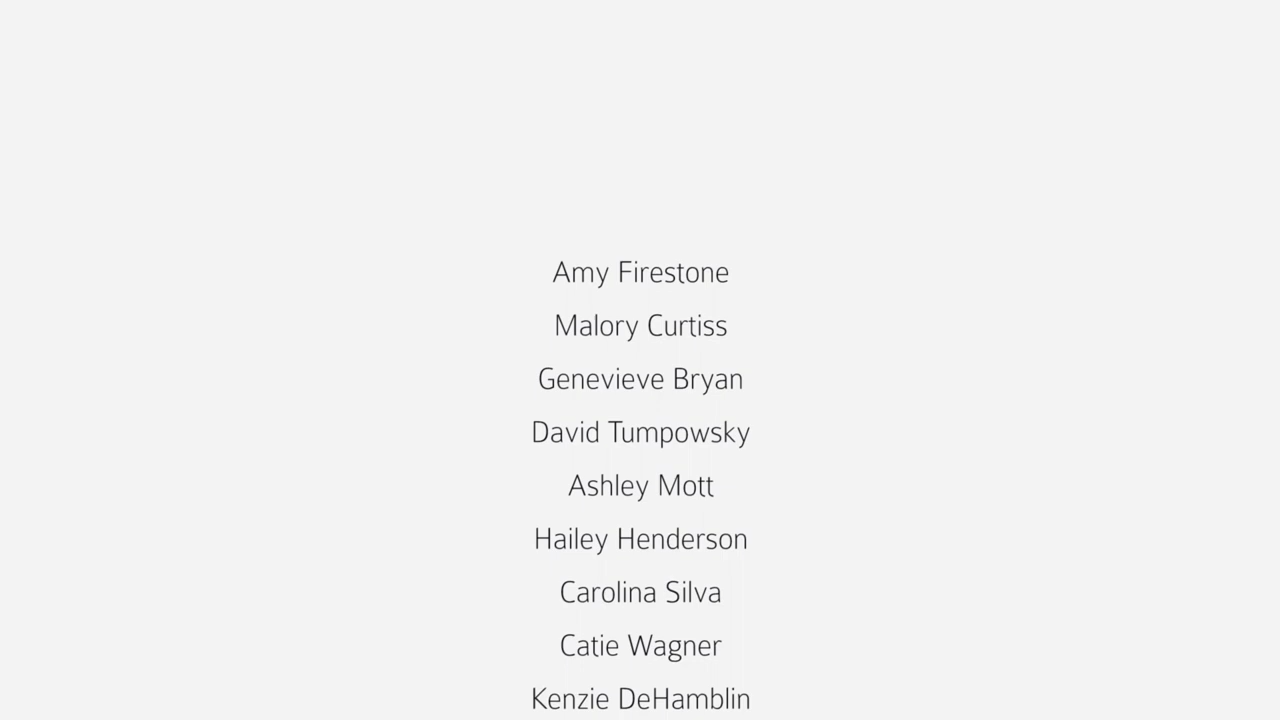 Amy Firestone
Malory Curtiss
Genevieve Bryan
David Tumpowsky
Ashley Mott
Hailey Henderson
Carolina Silva
Catie Wagner
Kenzie DeHamblin